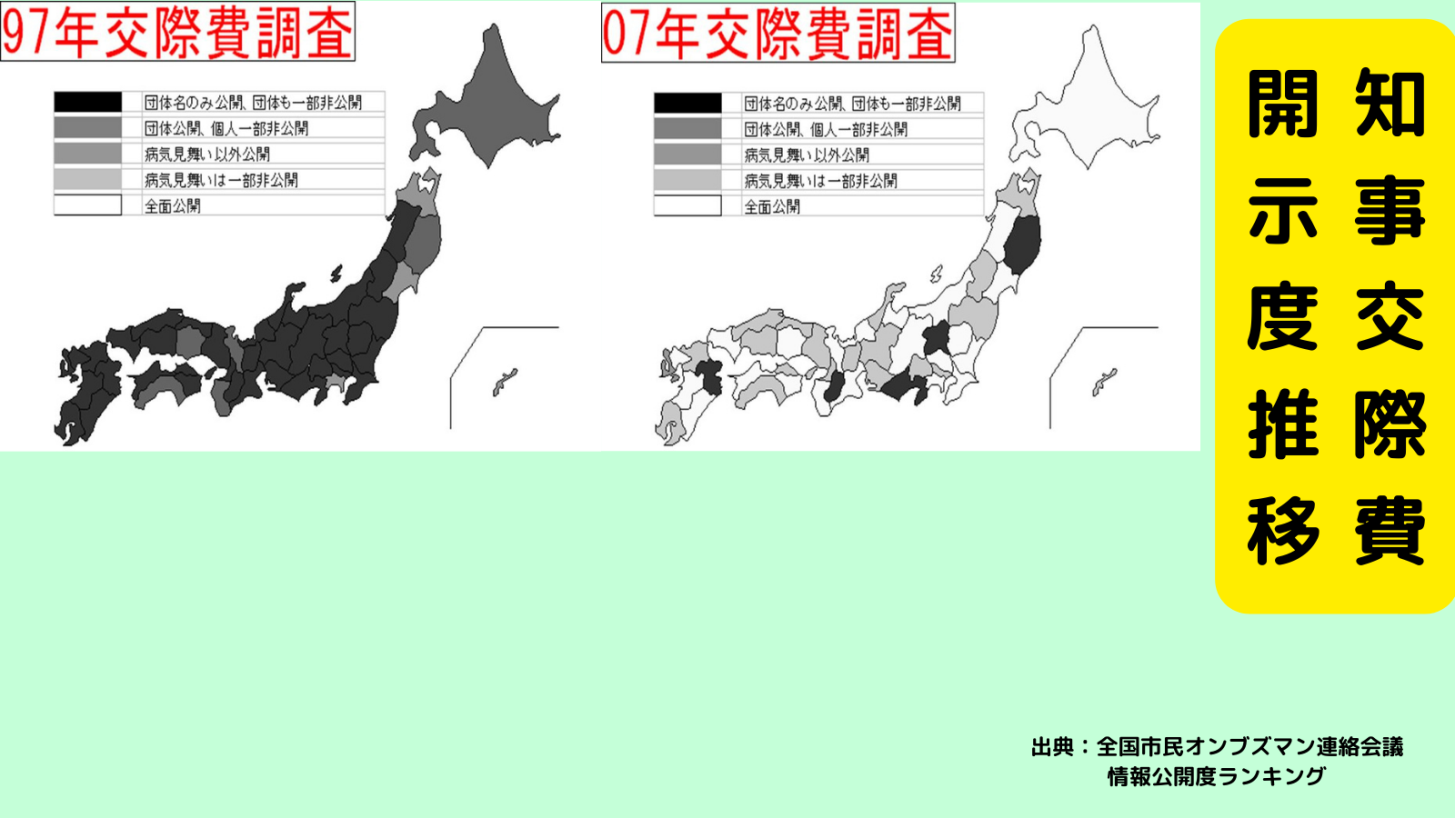 97年交際費調査
団体名のみ公開、団体も一部非公開
団体公開、個人一部非公開
病気見舞い以外公開
病気見舞いは一部非公開
全面公開
07年交際費調査
団体名のみ公開、団体も一部非公開
団体公開、個人一部非公開
病気見舞い以外公開
病気見舞いは一部非公開
全面公開
知事交際費
開示度推移
出典：全国市民オンブズマン連絡会議
情報公開度ランキング